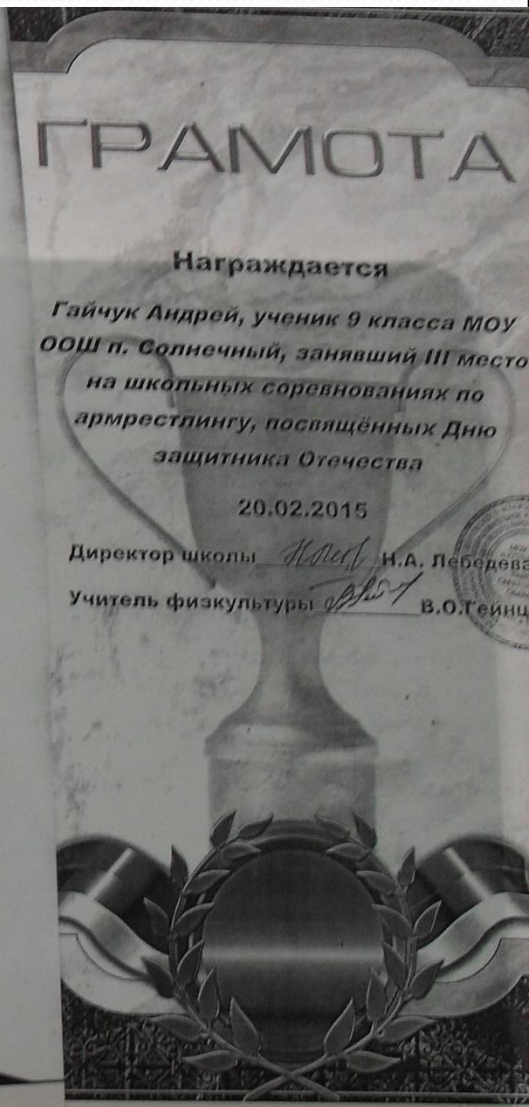 ГРАМОТА
Награждается
Гайчук Андрей, ученик 9 класса МОУ
ООШ п. Солнечный, занявший III место
на школьных соревнованиях по
армрестлингу, посвящённых Дню
защитника Отечества
20.02.2015
Директор школы Н.А. Лебедева
Учитель физкультуры В.О.Гейнц